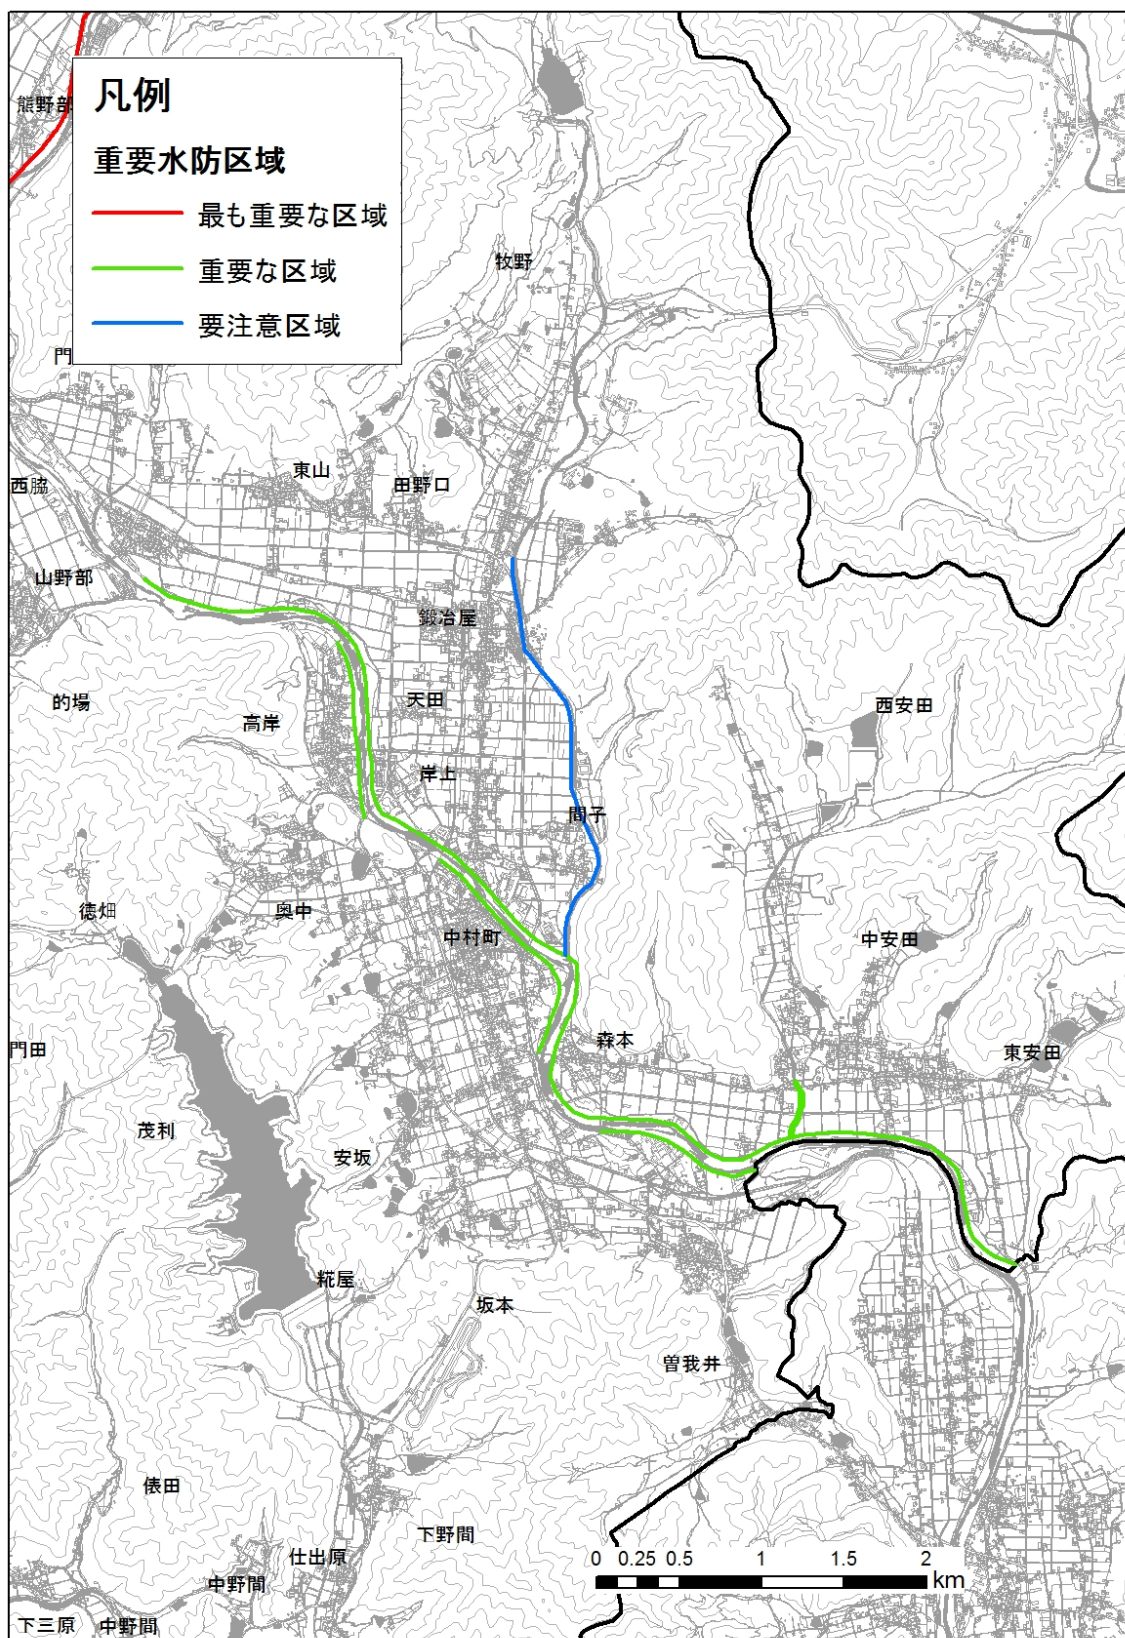 凡例
重要水防区域
最も重要な区域
重要な区域
要注意区域
熊野部
牧野
門
東山
田野口
西脇
山野部
鍛冶屋
的場
天田
高岸
西安田
岸上
間子
徳畑
奥中
中村町
中安田
門田
森本
東安田
茂利
安坂
糀屋
坂本
曽我井
俵田
下野間
仕出原
中野間
下三原
中野間
0 0.25 0.5 1 1.5 2
km